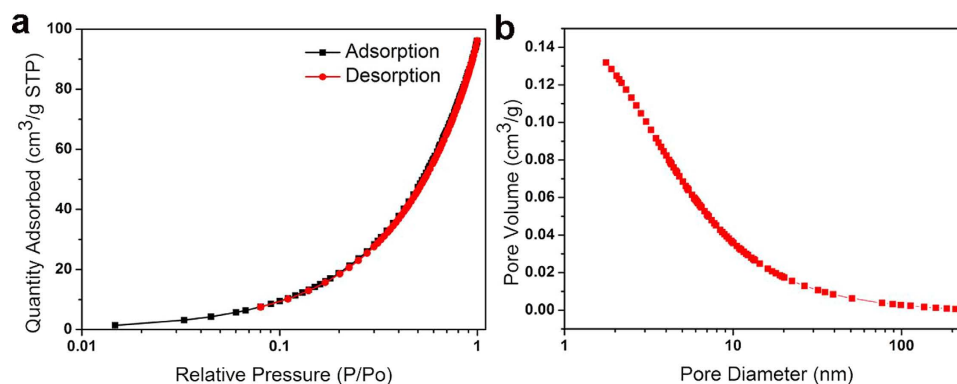 a
Quantity Adsorbed (cm³/g STP)
100
80
60
40
20
0
Adsorption
Desorption
0.01
0.1
1
Relative Pressure (P/Po)
b
Pore Volume (cm³/g)
0.14
0.12
0.10
0.08
0.06
0.04
0.02
0.00
1
10
100
Pore Diameter (nm)